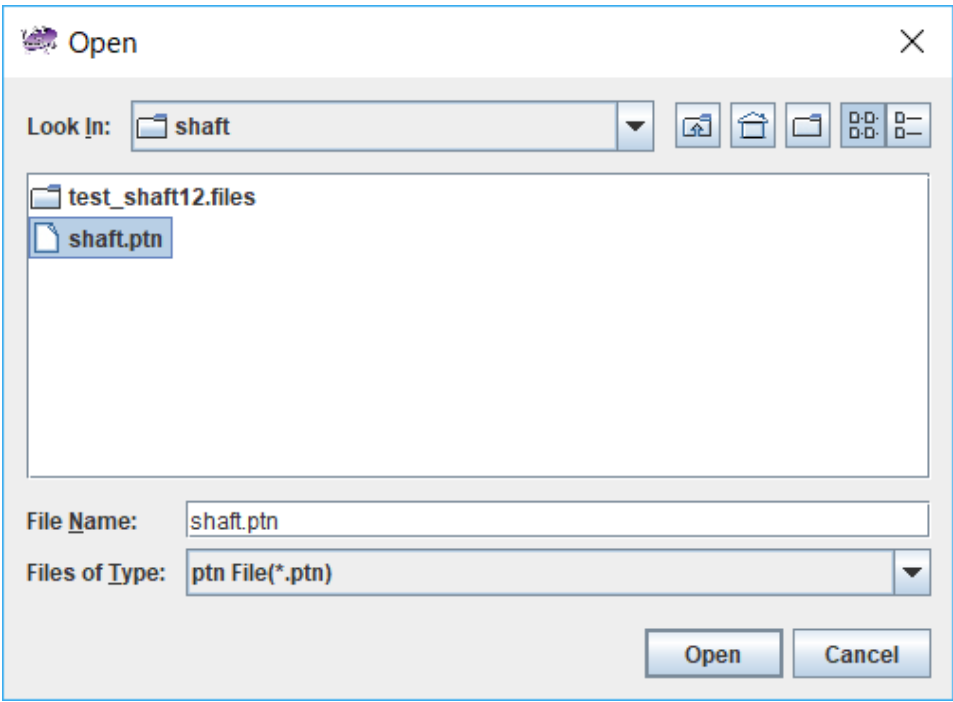 Open
Look In: shaft
test_shaft12.files
shaft.ptn
File Name: shaft.ptn
Files of Type: ptn File(*.ptn)
Open Cancel